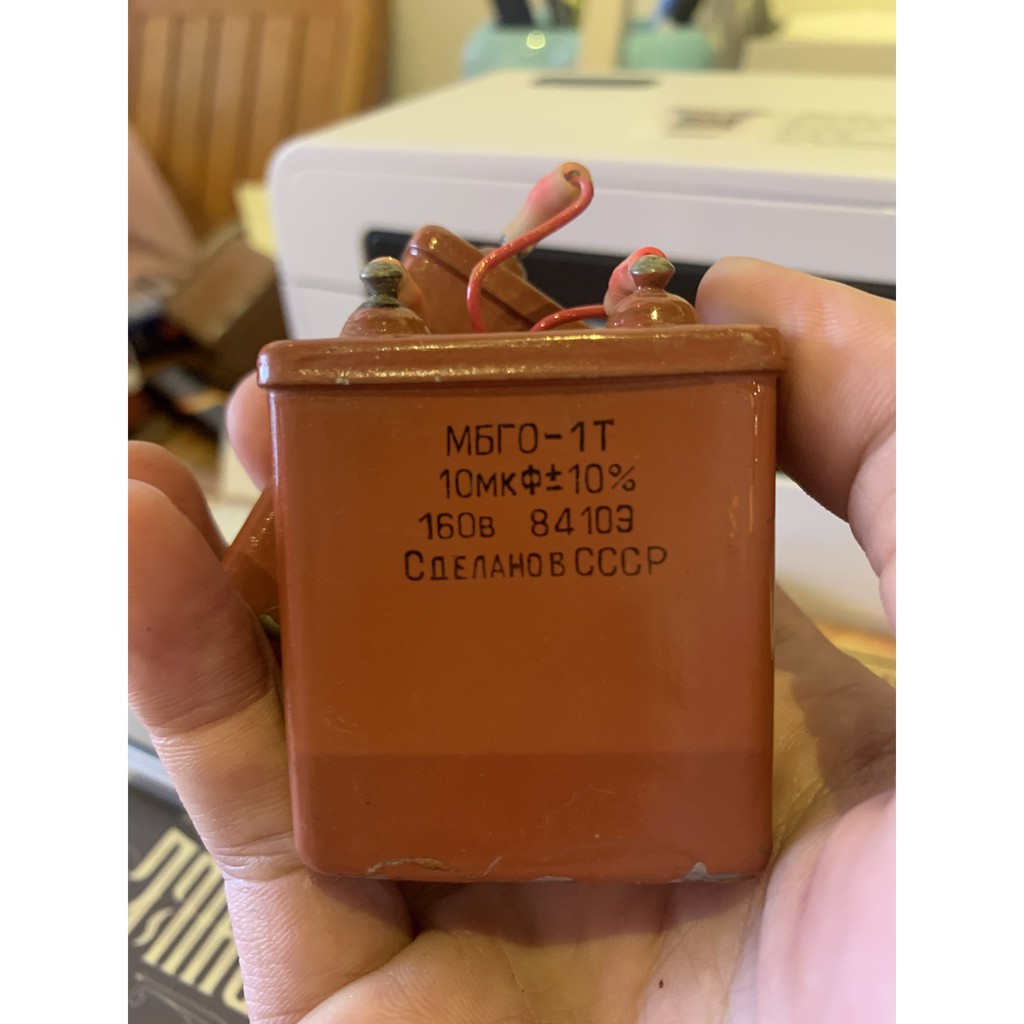 МБГО-1Т
10мкФ±10%
160в 8410Э
СДЕЛАНО В СССР